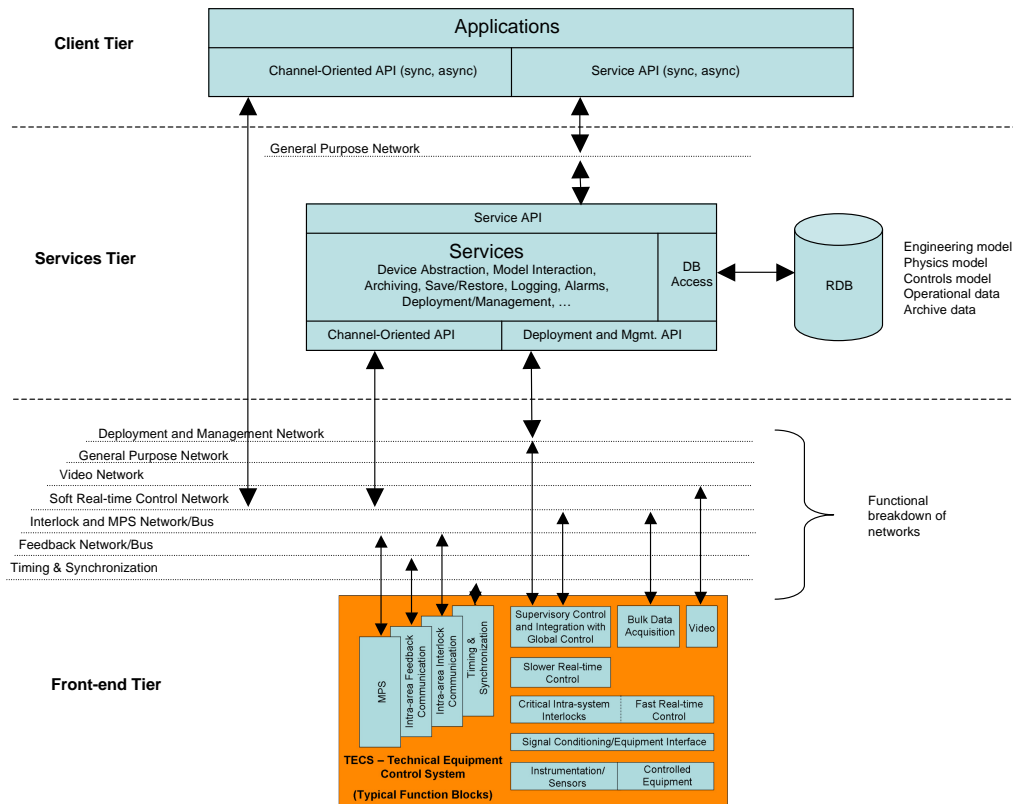 Client Tier
Applications
Channel-Oriented API (sync, async)
Service API (sync, async)
General Purpose Network
Services Tier
Service API
Services
Device Abstraction, Model Interaction,
Archiving, Save/Restore, Logging, Alarms,
Deployment/Management, …
DB
Access
Channel-Oriented API
Deployment and Mgmt. API
RDB
Engineering model
Physics model
Controls model
Operational data
Archive data
Deployment and Management Network
General Purpose Network
Video Network
Soft Real-time Control Network
Interlock and MPS Network/Bus
Feedback Network/Bus
Timing & Synchronization
Functional
breakdown of
networks
Front-end Tier
MPS
Intra-area Feedback
Communication
Intra-area Interlock
Communication
Timing &
Synchronization
Supervisory Control
and Integration with
Global Control
Bulk Data
Acquisition
Video
Slower Real-time
Control
Critical Intra-system
Interlocks
Fast Real-time
Control
Signal Conditioning/Equipment Interface
Instrumentation/
Sensors
Controlled
Equipment
TECS – Technical Equipment
Control System
(Typical Function Blocks)